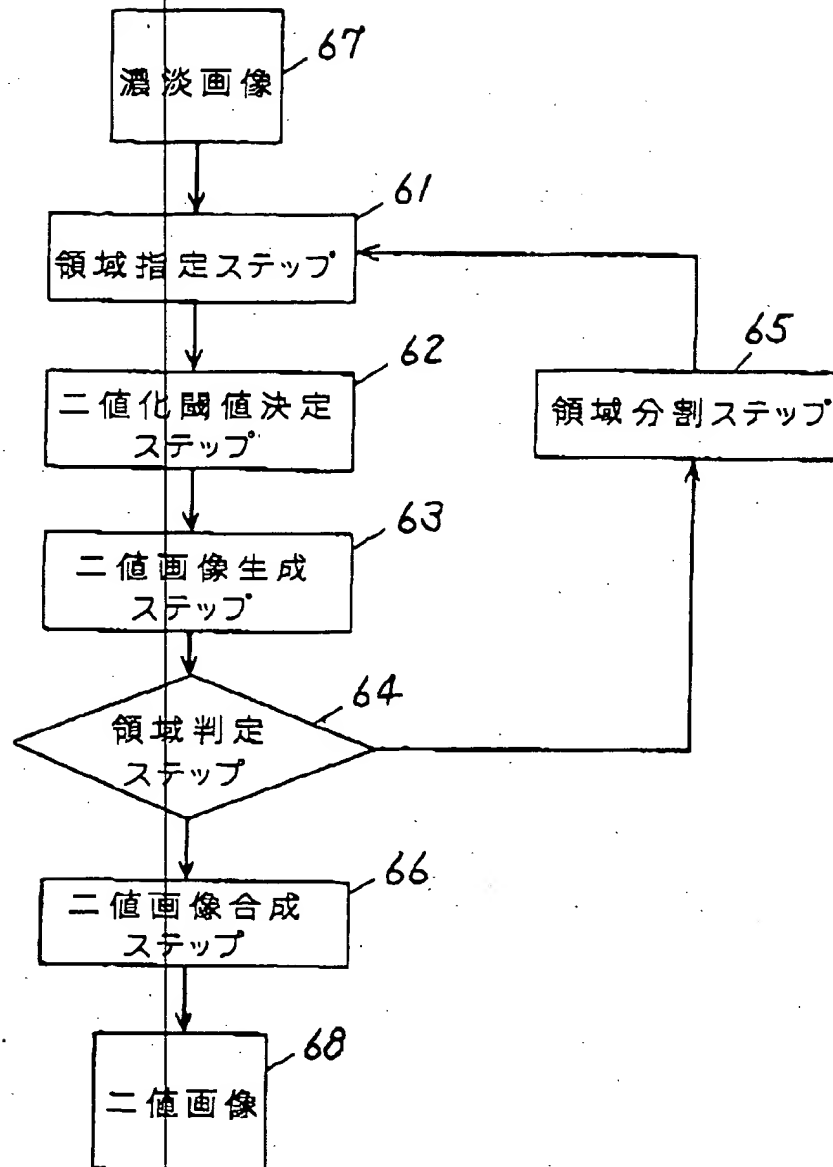 67
濃淡画像
61
領域指定ステップ
62
二値化閾値決定
ステップ
65
領域分割ステップ
63
二値画像生成
ステップ
64
領域判定
ステップ
66
二値画像合成
ステップ
68
二値画像